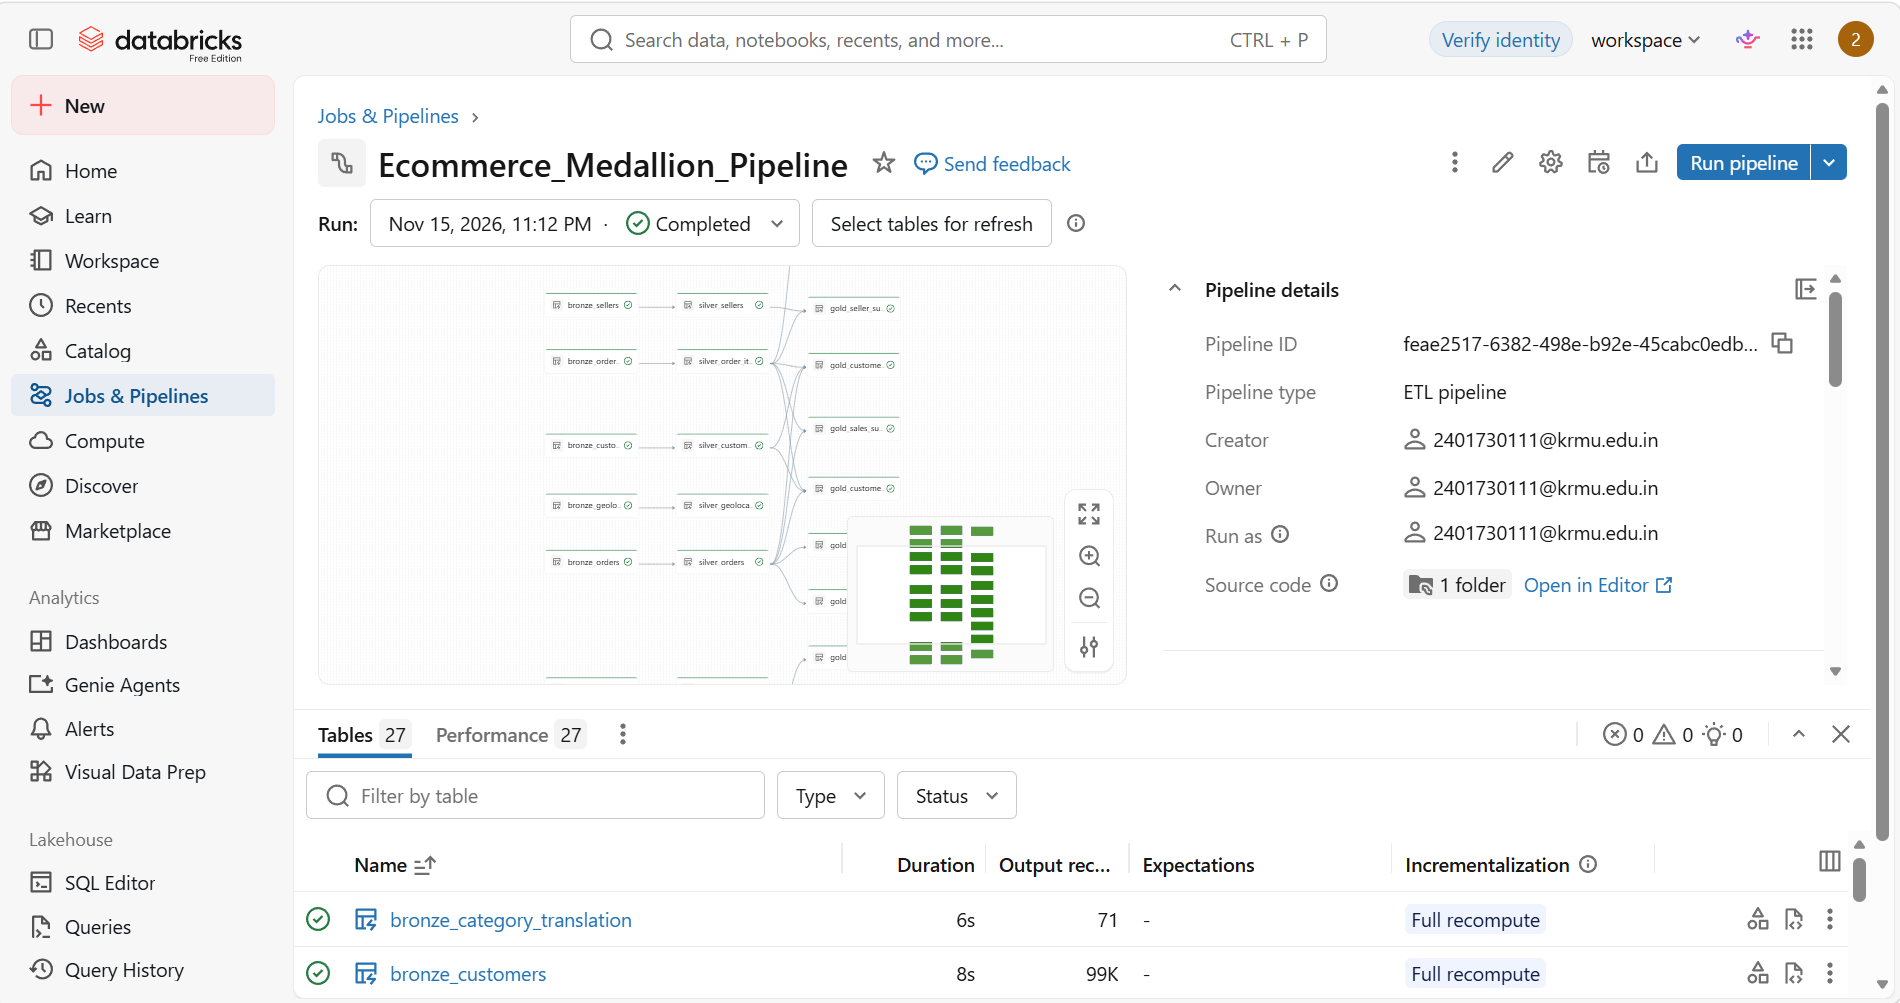 databricks
Free Edition
Search data, notebooks, recents, and more... CTRL + P
Verify identity
workspace
2
New
Home
Learn
Workspace
Recents
Catalog
Jobs & Pipelines
Compute
Discover
Marketplace
Analytics
Dashboards
Genie Agents
Alerts
Visual Data Prep
Lakehouse
SQL Editor
Queries
Query History
Jobs & Pipelines ›
Ecommerce_Medallion_Pipeline
Send feedback
Run pipeline
Run: Nov 15, 2026, 11:12 PM · Completed
Select tables for refresh
bronze_sellers silver_sellers gold_seller_su..
bronze_order. silver_order_it.. gold_custome..
gold_sales_su..
bronze_custo.. silver_custom.. gold_custome..
bronze_geolo.. silver_geoloca.. gold
bronze_orders silver_orders
gold
gold
Pipeline details
Pipeline ID feae2517-6382-498e-b92e-45cabc0edb...
Pipeline type ETL pipeline
Creator 2401730111@krmu.edu.in
Owner 2401730111@krmu.edu.in
Run as 2401730111@krmu.edu.in
Source code 1 folder Open in Editor
Tables 27 Performance 27
0 0 0
Filter by table Type Status
Name Duration Output rec... Expectations Incrementalization
bronze_category_translation 6s 71 - Full recompute
bronze_customers 8s 99K - Full recompute